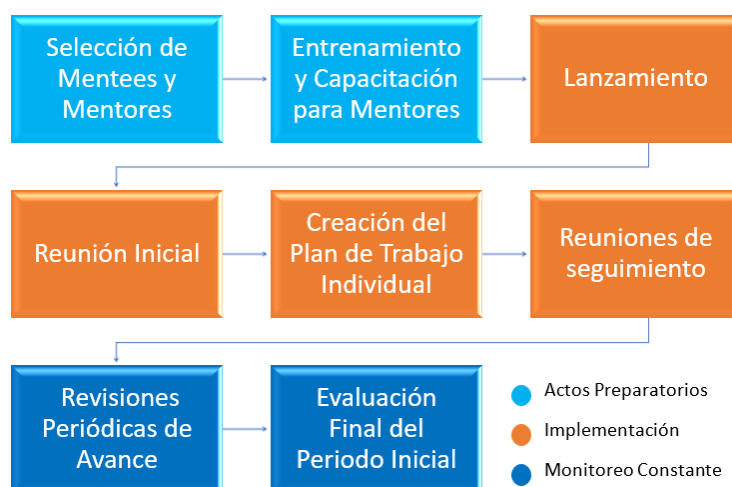 Selección de
Mentees y
Mentores
Entrenamiento
y Capacitación
para Mentores
Lanzamiento
Reunión Inicial
Creación del
Plan de Trabajo
Individual
Reuniones de
seguimiento
Revisiones
Periódicas de
Avance
Evaluación
Final del
Periodo Inicial
Actos Preparatorios
Implementación
Monitoreo Constante